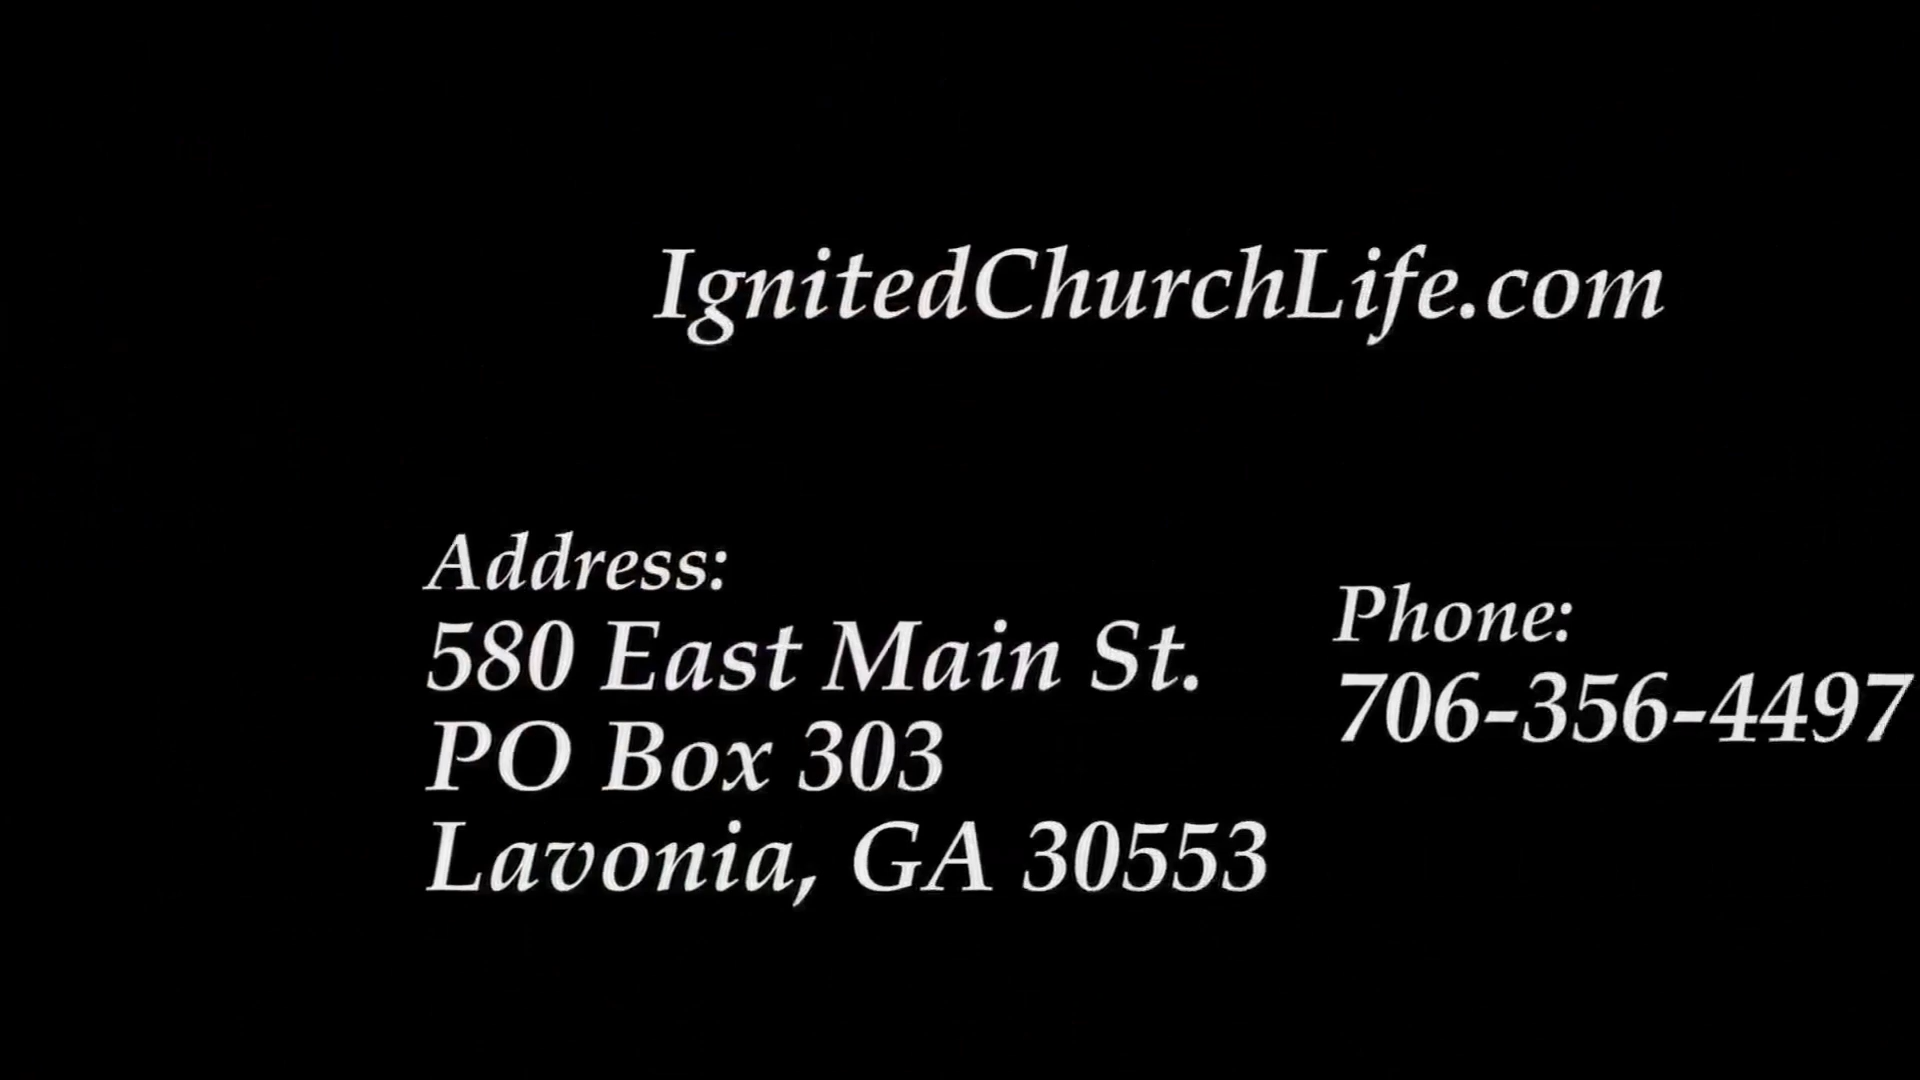 IgnitedChurchLife.com
Address:
580 East Main St.
PO Box 303
Lavonia, GA 30553
Phone:
706-356-4497